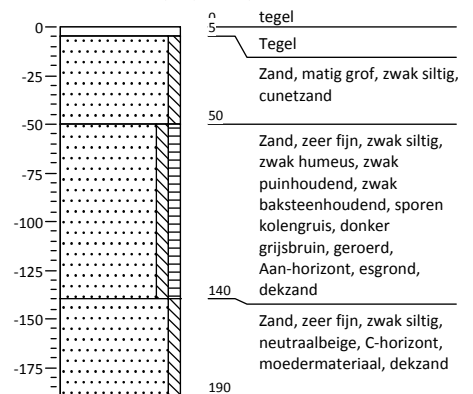 0
-25
-50
-75
-100
-125
-150
-175
0 tegel
5
Tegel
Zand, matig grof, zwak siltig,
cunetzand
50
Zand, zeer fijn, zwak siltig,
zwak humeus, zwak
puinhoudend, zwak
baksteenhoudend, sporen
kolengruis, donker
grijsbruin, geroerd,
Aan-horizont, esgrond,
dekzand
140
Zand, zeer fijn, zwak siltig,
neutraalbeige, C-horizont,
moedermateriaal, dekzand
190